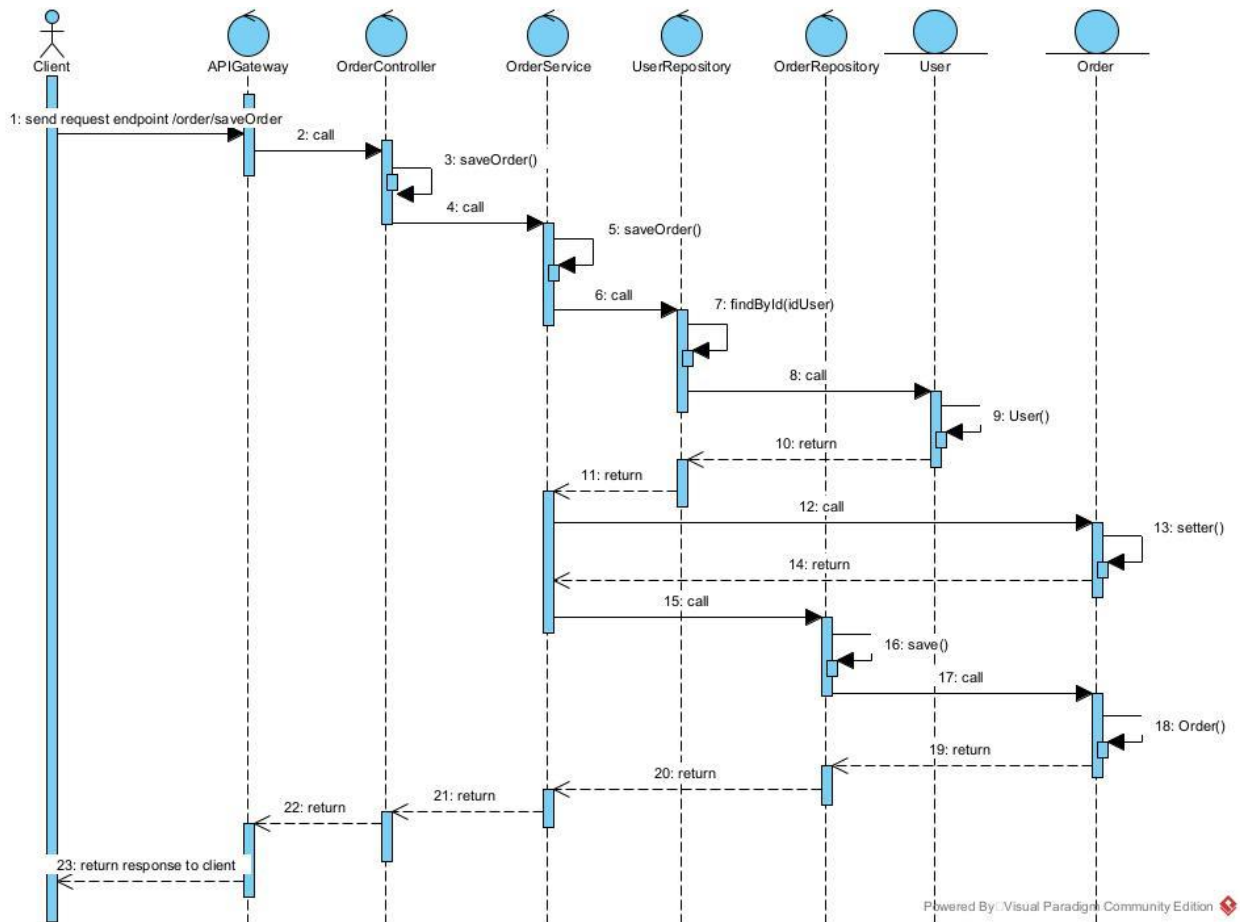 Client
APIGateway
OrderController
OrderService
UserRepository
OrderRepository
User
Order
1: send request endpoint /order/saveOrder
2: call
3: saveOrder()
4: call
5: saveOrder()
6: call
7: findById(idUser)
8: call
9: User()
10: return
11: return
12: call
13: setter()
14: return
15: call
16: save()
17: call
18: Order()
19: return
20: return
21: return
22: return
23: return response to client
Powered By Visual Paradigm Community Edition